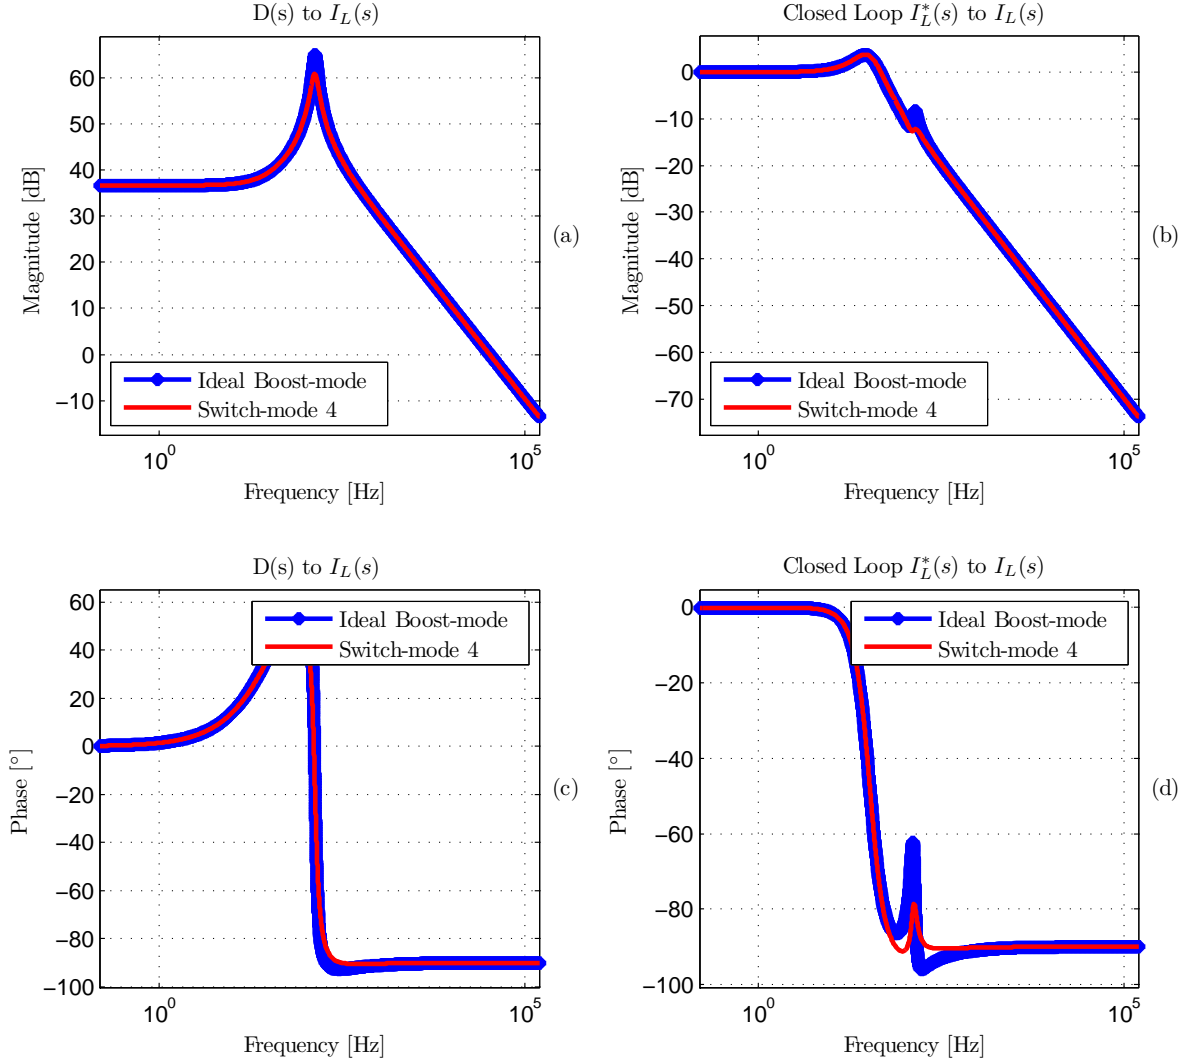 D(s) to I_L(s)
60
50
40
30
20
10
0
−10
Magnitude [dB]
Ideal Boost-mode
Switch-mode 4
10^0
10^5
Frequency [Hz]
(a)
Closed Loop I_L^*(s) to I_L(s)
0
−10
−20
−30
−40
−50
−60
−70
Magnitude [dB]
Ideal Boost-mode
Switch-mode 4
10^0
10^5
Frequency [Hz]
(b)
D(s) to I_L(s)
60
40
20
0
−20
−40
−60
−80
−100
Phase [°]
Ideal Boost-mode
Switch-mode 4
10^0
10^5
Frequency [Hz]
(c)
Closed Loop I_L^*(s) to I_L(s)
0
−20
−40
−60
−80
−100
Phase [°]
Ideal Boost-mode
Switch-mode 4
10^0
10^5
Frequency [Hz]
(d)